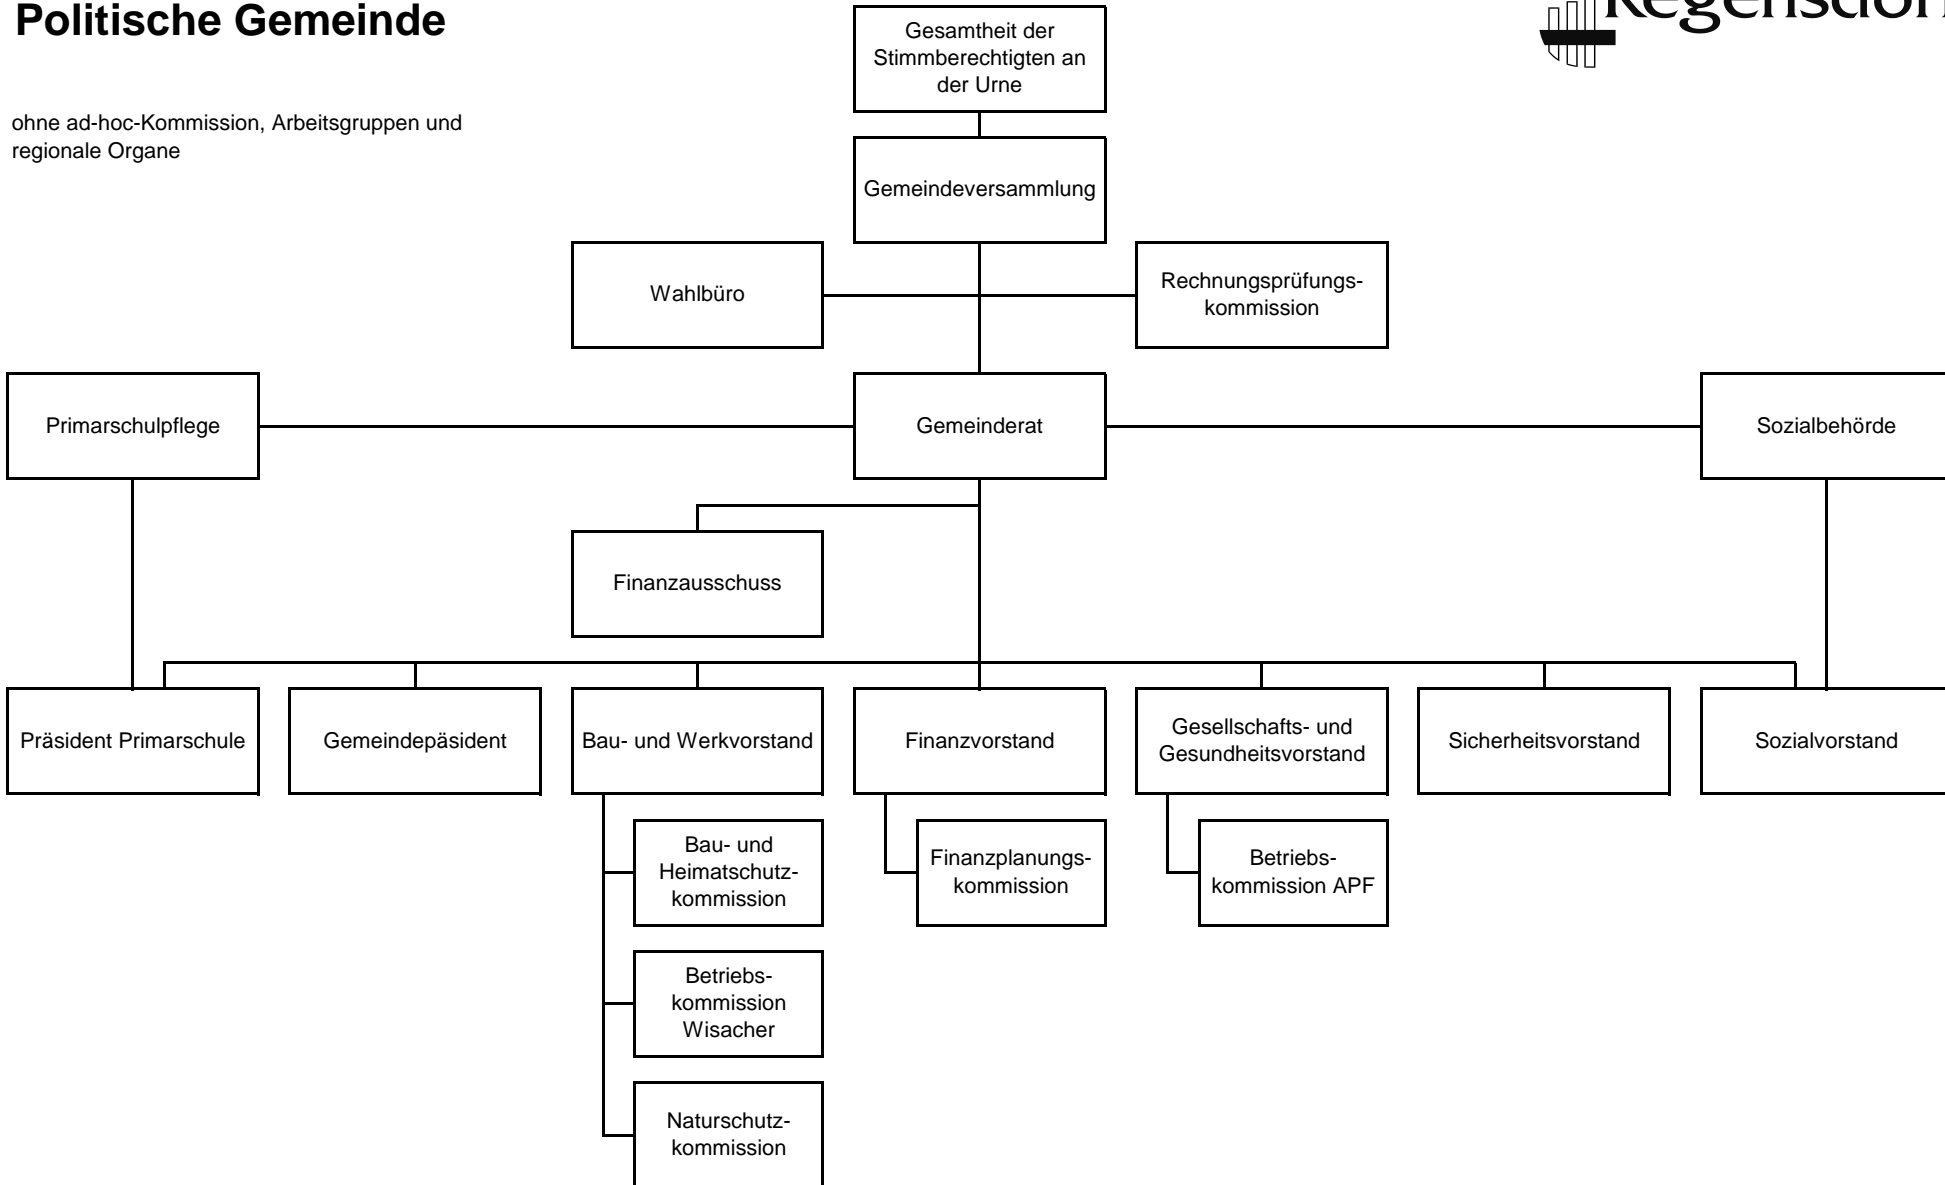 Politische Gemeinde
Regensdorf
ohne ad-hoc-Kommission, Arbeitsgruppen und
regionale Organe
Gesamtheit der
Stimmberechtigten an
der Urne
Gemeindeversammlung
Wahlbüro
Rechnungsprüfungs-
kommission
Primarschulpflege
Gemeinderat
Sozialbehörde
Finanzausschuss
Präsident Primarschule
Gemeindepäsident
Bau- und Werkvorstand
Finanzvorstand
Gesellschafts- und
Gesundheitsvorstand
Sicherheitsvorstand
Sozialvorstand
Bau- und
Heimatschutz-
kommission
Finanzplanungs-
kommission
Betriebs-
kommission APF
Betriebs-
kommission
Wisacher
Naturschutz-
kommission